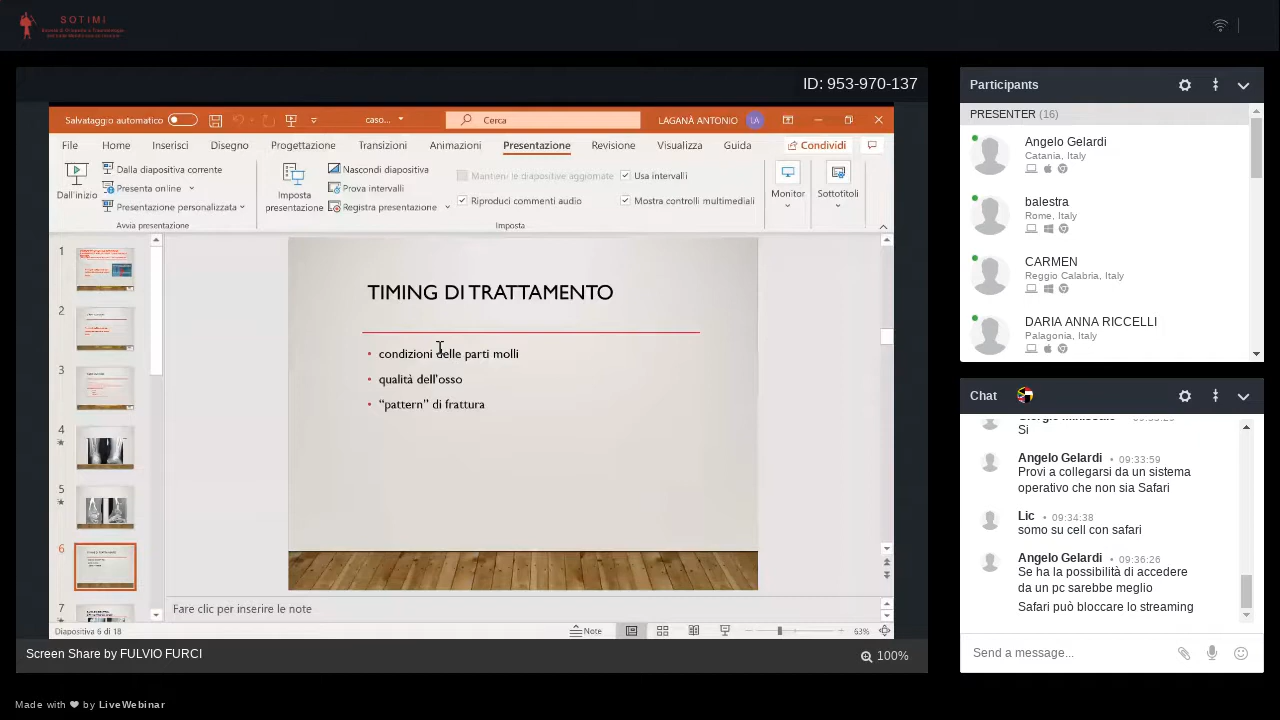 SOTIMI
ID: 953-970-137
Salvataggio automatico
caso...
Cerca
LAGANÀ ANTONIO
LA
File Home Inserisci Disegno Progettazione Transizioni Animazioni Presentazione Revisione Visualizza Guida
Condividi
Dall'inizio
Dalla diapositiva corrente
Presenta online
Presentazione personalizzata
Avvia presentazione
Imposta
presentazione
Nascondi diapositiva
Prova intervalli
Registra presentazione
Mantieni le diapositive aggiornate
Riproduci commenti audio
Usa intervalli
Mostra controlli multimediali
Imposta
Monitor
Sottotitoli
1
2
3
4
5
6
7
TIMING DI TRATTAMENTO
• condizioni delle parti molli
• qualità dell'osso
• “pattern” di frattura
Fare clic per inserire le note
Diapositiva 6 di 18
Note
63%
Screen Share by FULVIO FURCI
100%
Made with by LiveWebinar
Participants
PRESENTER (16)
Angelo Gelardi
Catania, Italy
balestra
Rome, Italy
CARMEN
Reggio Calabria, Italy
DARIA ANNA RICCELLI
Palagonia, Italy
Chat
Si
Angelo Gelardi • 09:33:59
Provi a collegarsi da un sistema
operativo che non sia Safari
Lic • 09:34:38
somo su cell con safari
Angelo Gelardi • 09:36:26
Se ha la possibilità di accedere
da un pc sarebbe meglio
Safari può bloccare lo streaming
Send a message...